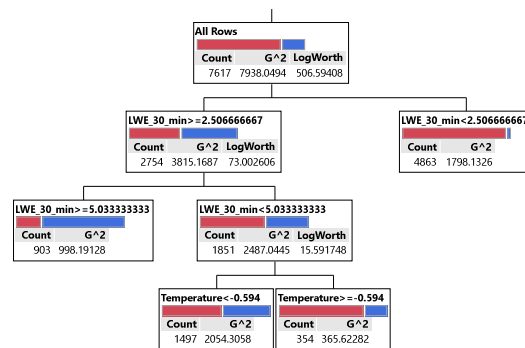 All Rows
Count G^2 LogWorth
7617 7938.0494 506.59408
LWE_30_min>=2.506666667
Count G^2 LogWorth
2754 3815.1687 73.002606
LWE_30_min<2.506666667
Count G^2
4863 1798.1326
LWE_30_min>=5.033333333
Count G^2
903 998.19128
LWE_30_min<5.033333333
Count G^2 LogWorth
1851 2487.0445 15.591748
Temperature<-0.594
Count G^2
1497 2054.3058
Temperature>=-0.594
Count G^2
354 365.62282